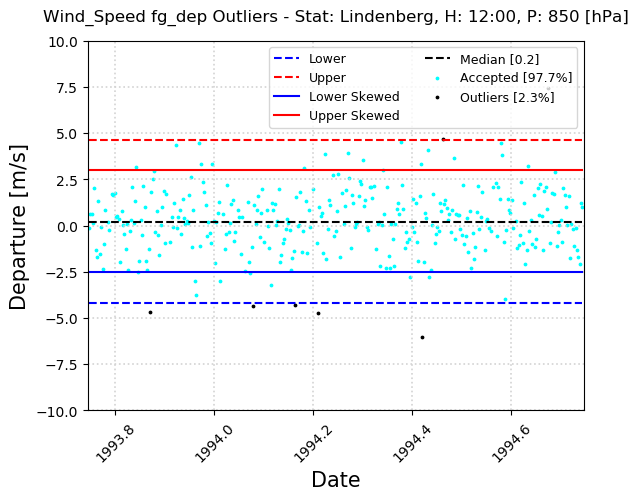 Wind_Speed fg_dep Outliers - Stat: Lindenberg, H: 12:00, P: 850 [hPa]
Departure [m/s]
10.0
7.5
5.0
2.5
0.0
−2.5
−5.0
−7.5
−10.0
Lower
Upper
Lower Skewed
Upper Skewed
Median [0.2]
Accepted [97.7%]
Outliers [2.3%]
1993.8
1994.0
1994.2
1994.4
1994.6
Date